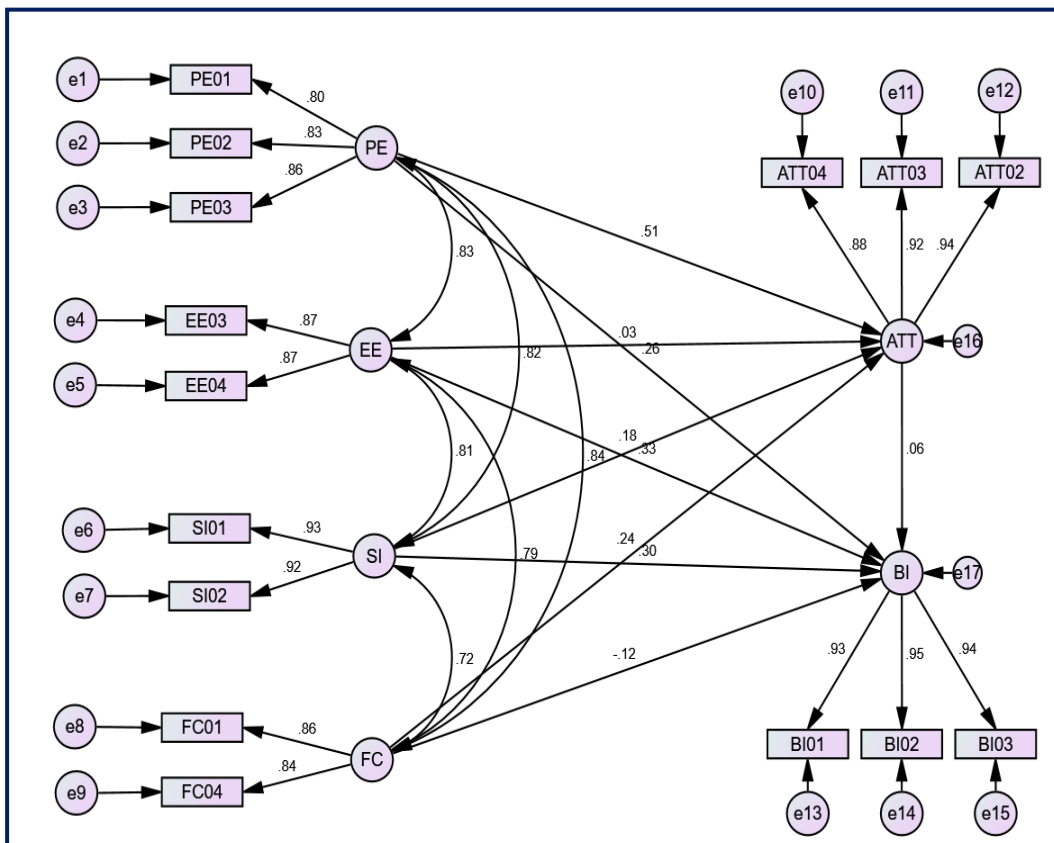 e1
PE01
.80
e2
PE02
.83
PE
e3
PE03
.86
e4
EE03
.87
EE
e5
EE04
.87
e6
SI01
.93
SI
e7
SI02
.92
e8
FC01
.86
FC
e9
FC04
.84
.83
.82
.81
.84
.79
.72
.51
.03
.26
.18
.33
.24
.30
-.12
.06
e10
e11
e12
ATT04
ATT03
ATT02
.88
.92
.94
ATT
e16
BI
e17
.93
.95
.94
BI01
BI02
BI03
e13
e14
e15